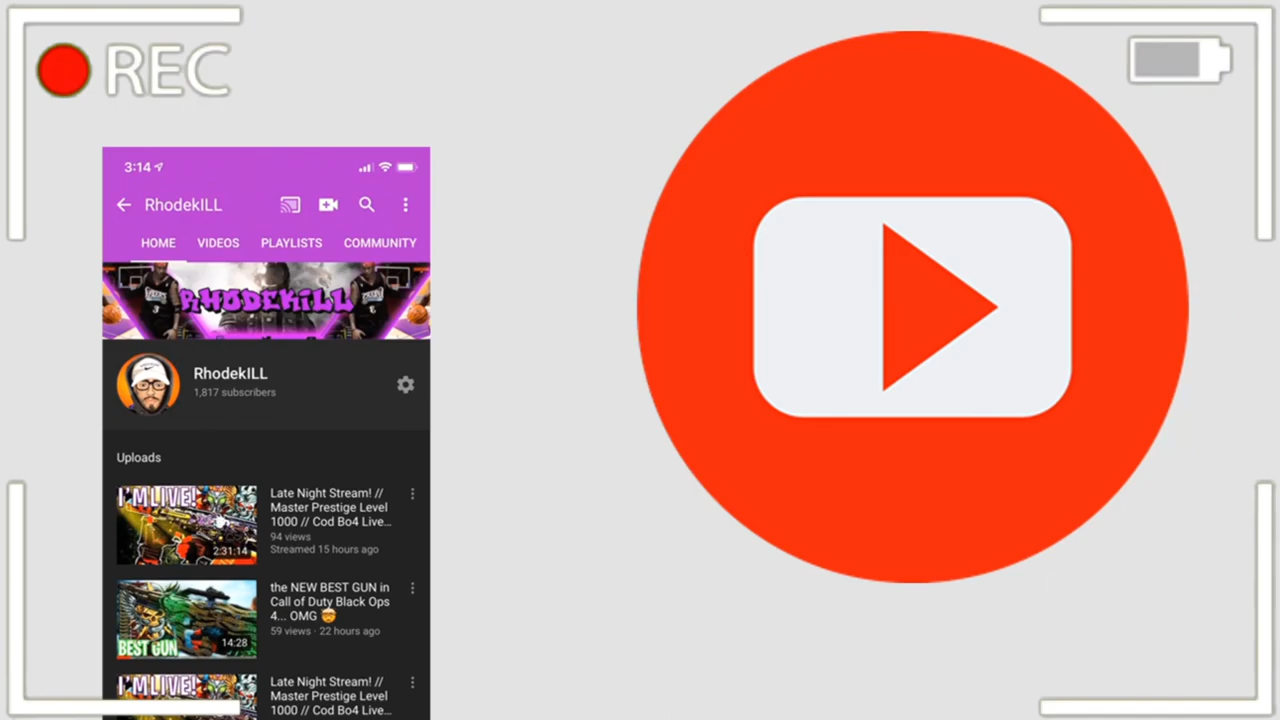 REC
3:14
RhodekILL
HOME VIDEOS PLAYLISTS COMMUNITY
RHODEKILL
RhodekILL
1,817 subscribers
Uploads
I'M LIVE!
2:31:14
Late Night Stream! //
Master Prestige Level
1000 // Cod Bo4 Live...
94 views
Streamed 15 hours ago
BEST GUN
14:28
the NEW BEST GUN in
Call of Duty Black Ops
4... OMG 🤯
59 views · 22 hours ago
I'M LIVE!
Late Night Stream! //
Master Prestige Level
1000 // Cod Bo4 Live...